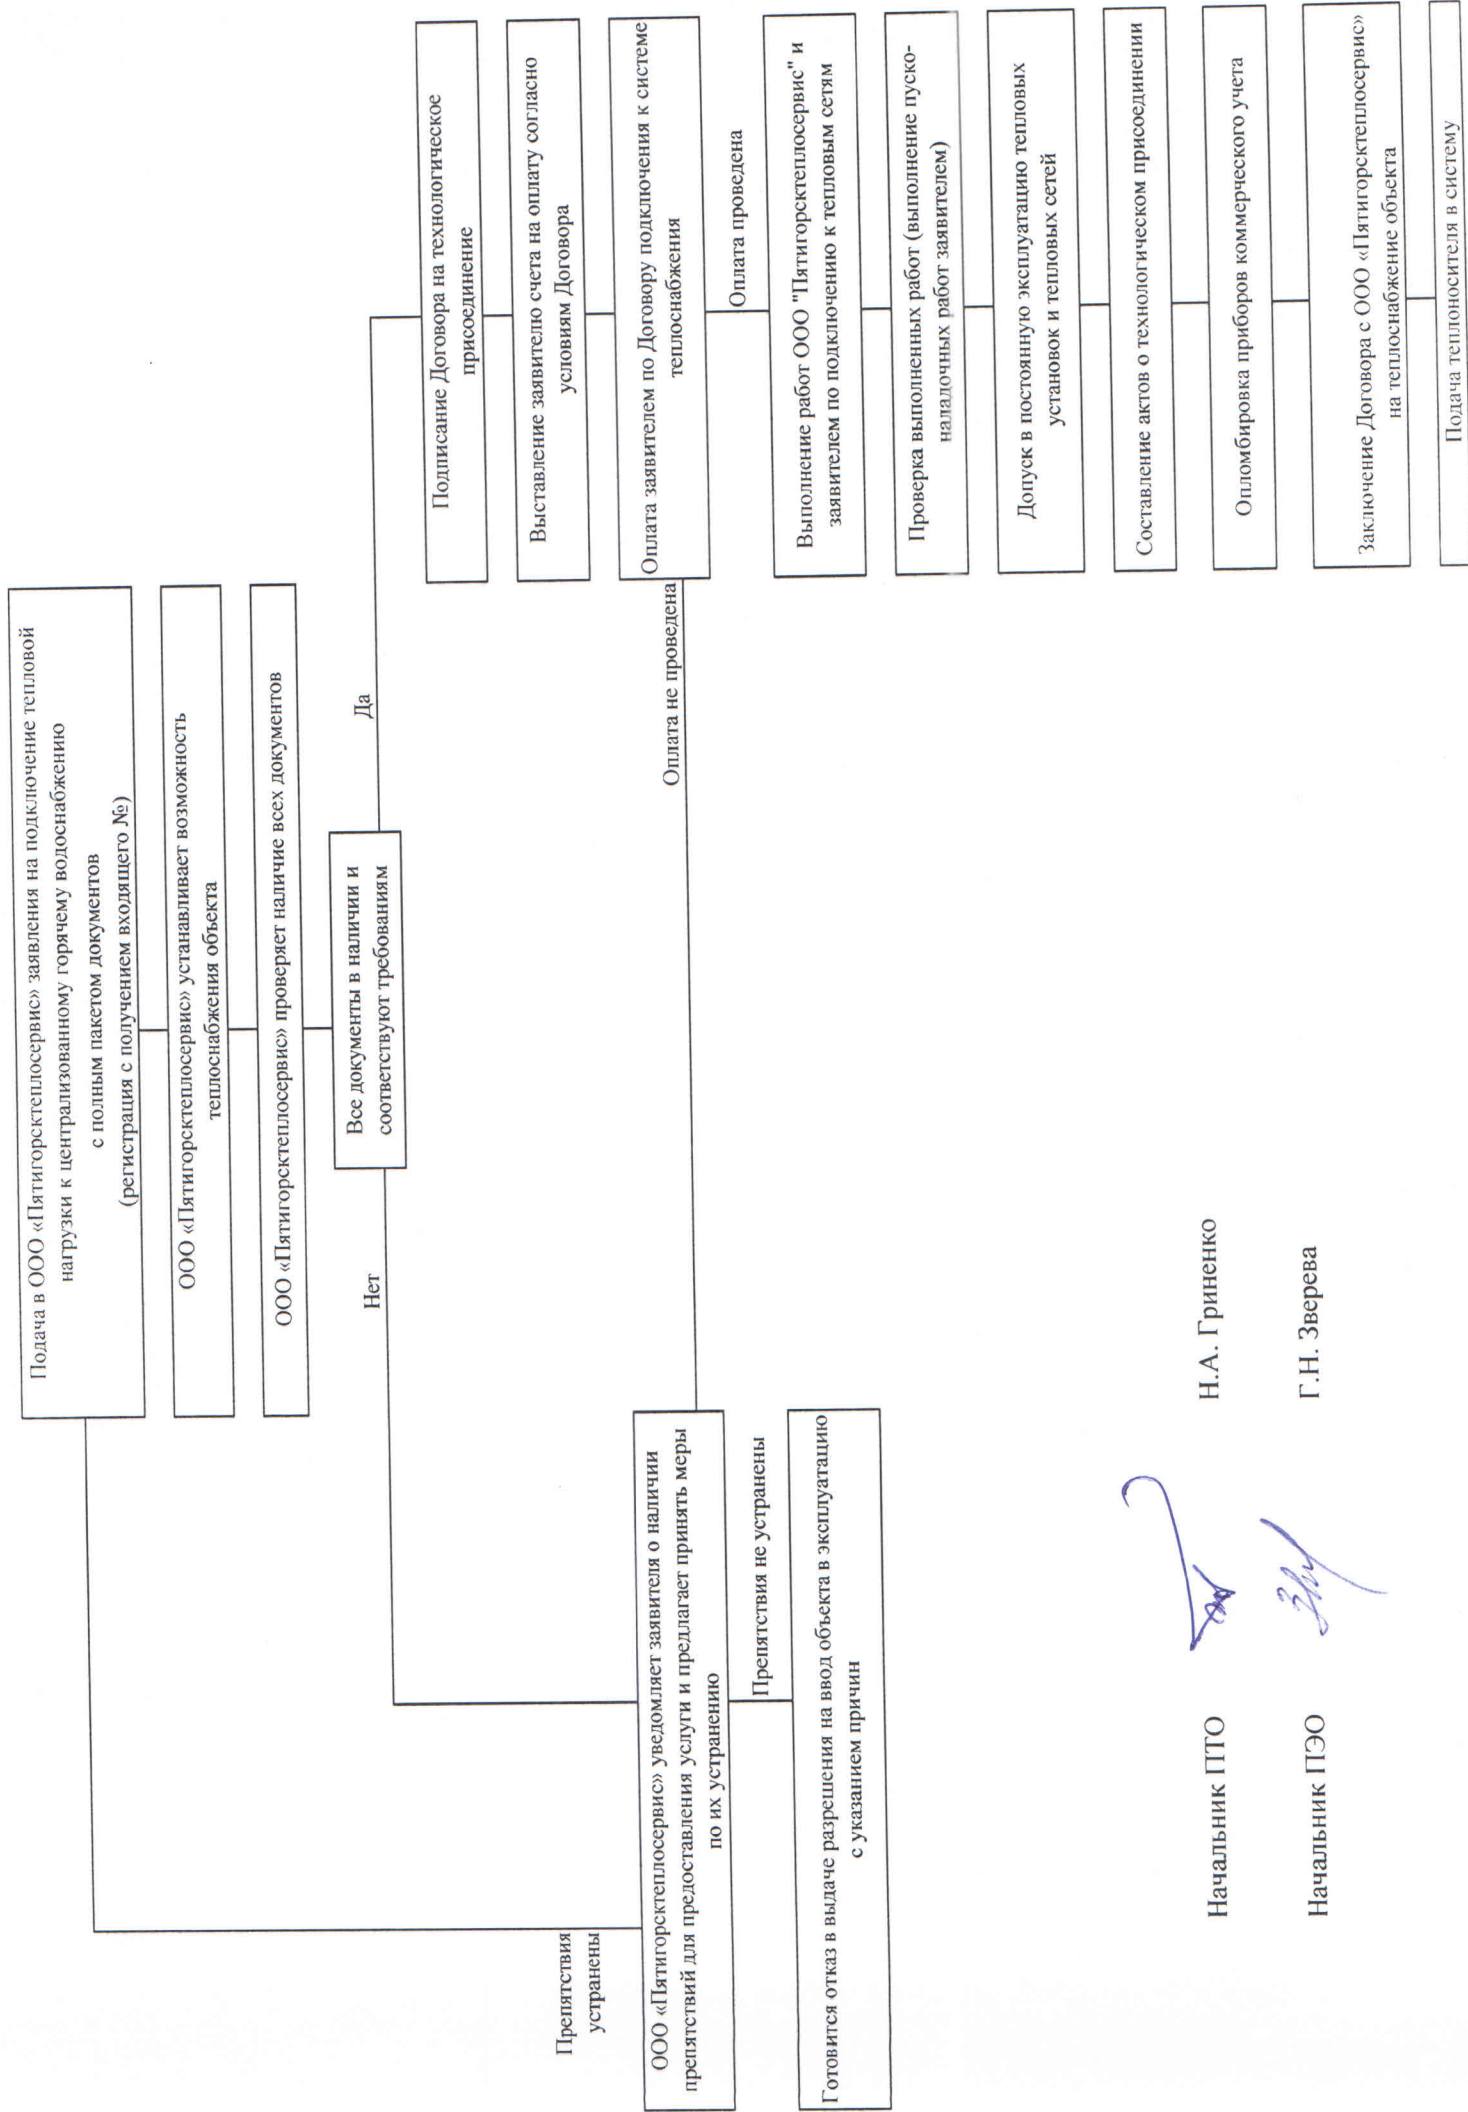 Подача в ООО «Пятигорсктеплосервис» заявления на подключение тепловой
нагрузки к централизованному горячему водоснабжению
с полным пакетом документов
(регистрация с получением входящего №)
ООО «Пятигорсктеплосервис» устанавливает возможность
теплоснабжения объекта
ООО «Пятигорсктеплосервис» проверяет наличие всех документов
Нет
Все документы в наличии и
соответствуют требованиям
Да
Препятствия
устранены
ООО «Пятигорсктеплосервис» уведомляет заявителя о наличии
препятствий для предоставления услуги и предлагает принять меры
по их устранению
Препятствия не устранены
Готовится отказ в выдаче разрешения на ввод объекта в эксплуатацию
с указанием причин
Оплата не проведена
Подписание Договора на технологическое
присоединение
Выставление заявителю счета на оплату согласно
условиям Договора
Оплата заявителем по Договору подключения к системе
теплоснабжения
Оплата проведена
Выполнение работ ООО "Пятигорсктеплосервис" и
заявителем по подключению к тепловым сетям
Проверка выполненных работ (выполнение пуско-
наладочных работ заявителем)
Допуск в постоянную эксплуатацию тепловых
установок и тепловых сетей
Составление актов о технологическом присоединении
Опломбировка приборов коммерческого учета
Заключение Договора с ООО «Пятигорсктеплосервис»
на теплоснабжение объекта
Подача теплоносителя в систему
Начальник ПТО Н.А. Гриненко
Начальник ПЭО Г.Н. Зверева